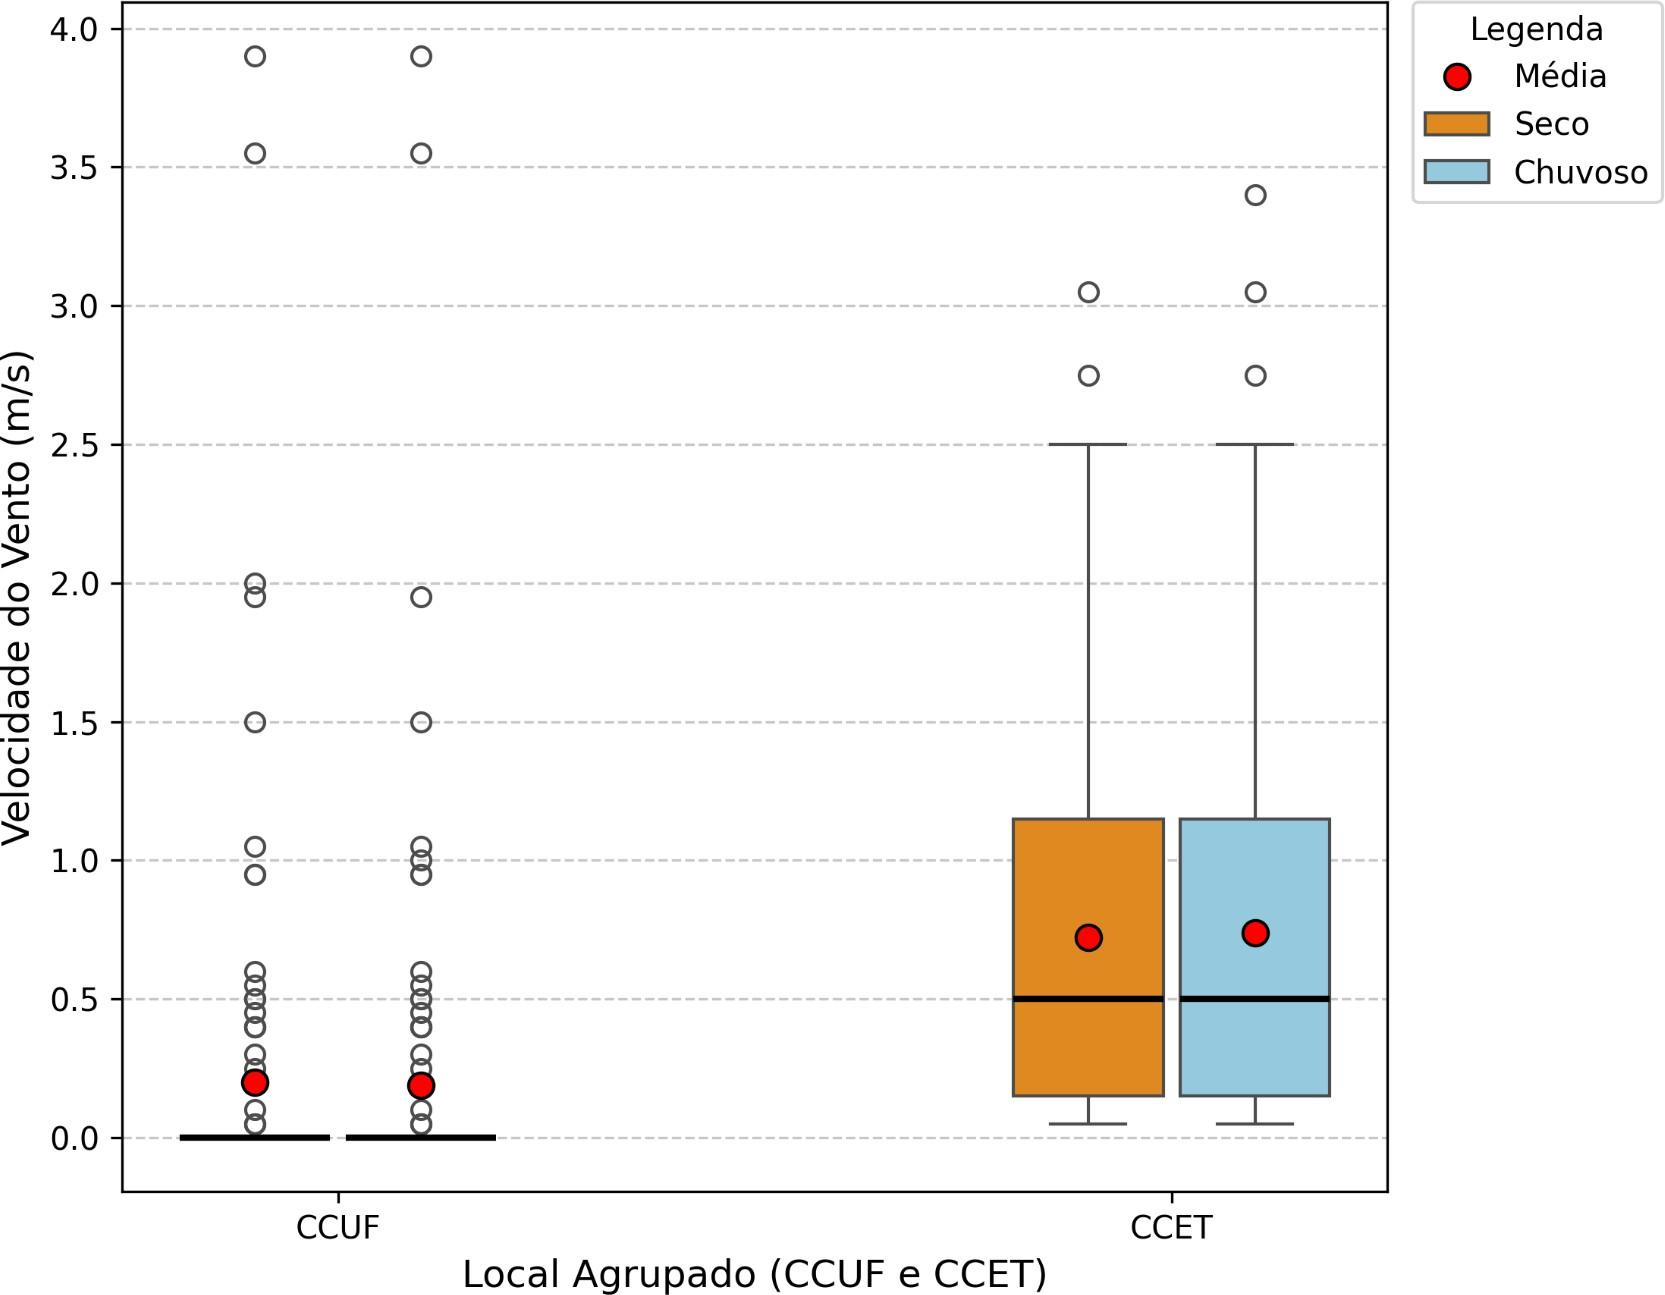 4.0
3.5
3.0
2.5
2.0
1.5
1.0
0.5
0.0
Velocidade do Vento (m/s)
CCUF
CCET
Local Agrupado (CCUF e CCET)
Legenda
Média
Seco
Chuvoso